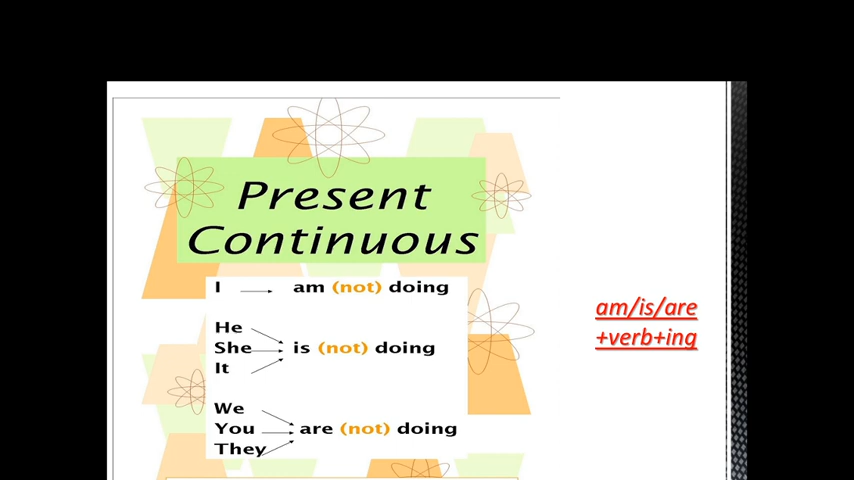 Present
Continuous
I am (not) doing
He
She is (not) doing
It
We
You are (not) doing
They
am/is/are
+verb+ing